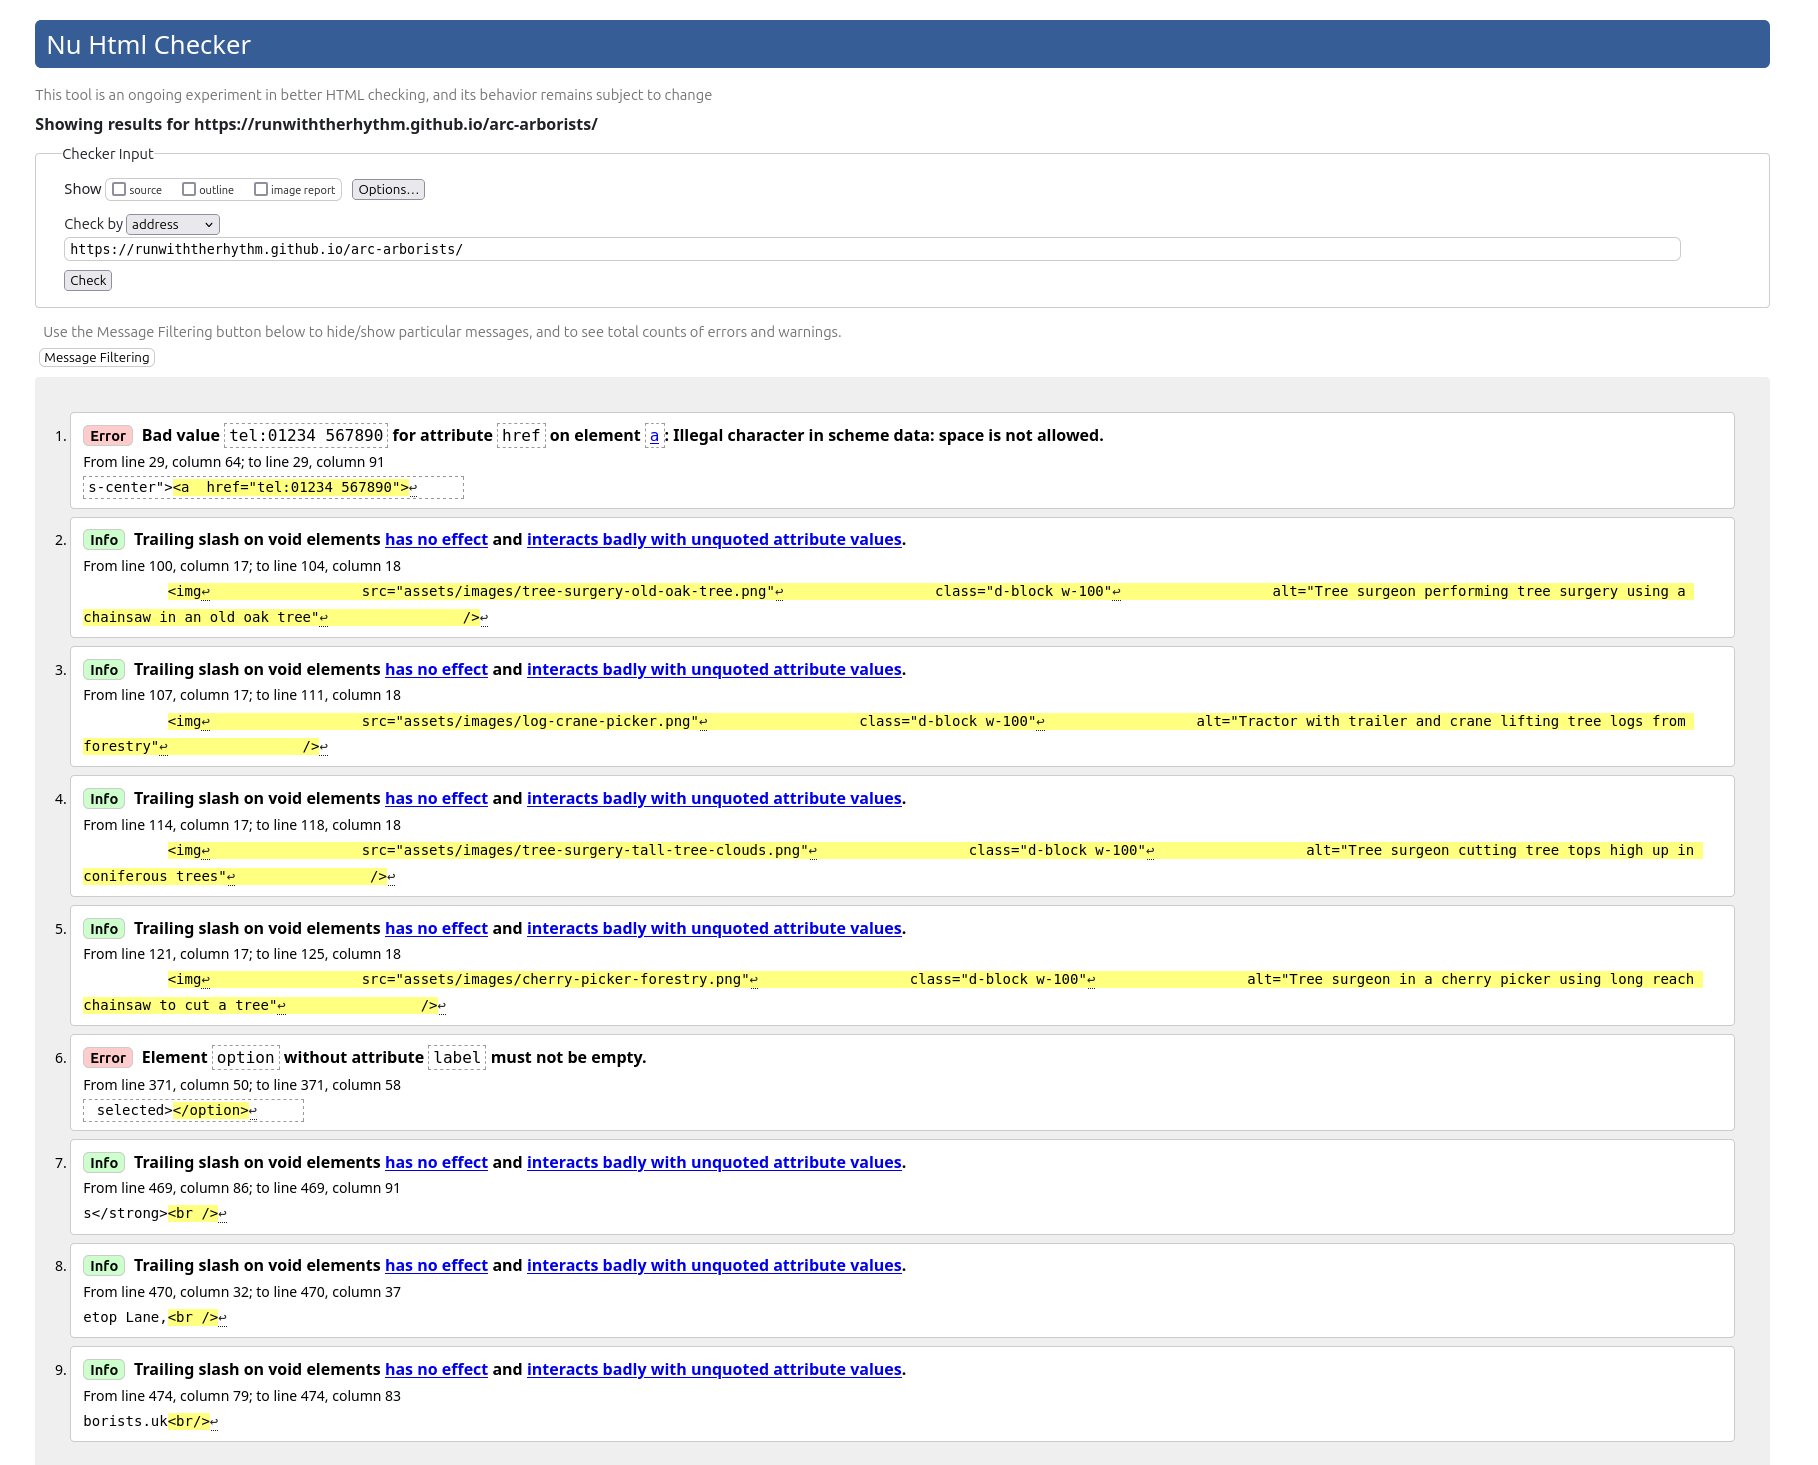 Nu Html Checker
This tool is an ongoing experiment in better HTML checking, and its behavior remains subject to change
Showing results for https://runwiththerhythm.github.io/arc-arborists/
Checker Input
Show source outline image report Options...
Check by address
https://runwiththerhythm.github.io/arc-arborists/
Check
Use the Message Filtering button below to hide/show particular messages, and to see total counts of errors and warnings.
Message Filtering
1. Error Bad value tel:01234 567890 for attribute href on element a: Illegal character in scheme data: space is not allowed.
From line 29, column 64; to line 29, column 91
s-center"><a  href="tel:01234 567890">↩
2. Info Trailing slash on void elements has no effect and interacts badly with unquoted attribute values.
From line 100, column 17; to line 104, column 18
<img↩ src="assets/images/tree-surgery-old-oak-tree.png"↩ class="d-block w-100"↩ alt="Tree surgeon performing tree surgery using a
chainsaw in an old oak tree"↩ />↩
3. Info Trailing slash on void elements has no effect and interacts badly with unquoted attribute values.
From line 107, column 17; to line 111, column 18
<img↩ src="assets/images/log-crane-picker.png"↩ class="d-block w-100"↩ alt="Tractor with trailer and crane lifting tree logs from
forestry"↩ />↩
4. Info Trailing slash on void elements has no effect and interacts badly with unquoted attribute values.
From line 114, column 17; to line 118, column 18
<img↩ src="assets/images/tree-surgery-tall-tree-clouds.png"↩ class="d-block w-100"↩ alt="Tree surgeon cutting tree tops high up in
coniferous trees"↩ />↩
5. Info Trailing slash on void elements has no effect and interacts badly with unquoted attribute values.
From line 121, column 17; to line 125, column 18
<img↩ src="assets/images/cherry-picker-forestry.png"↩ class="d-block w-100"↩ alt="Tree surgeon in a cherry picker using long reach
chainsaw to cut a tree"↩ />↩
6. Error Element option without attribute label must not be empty.
From line 371, column 50; to line 371, column 58
selected></option>↩
7. Info Trailing slash on void elements has no effect and interacts badly with unquoted attribute values.
From line 469, column 86; to line 469, column 91
s</strong><br />↩
8. Info Trailing slash on void elements has no effect and interacts badly with unquoted attribute values.
From line 470, column 32; to line 470, column 37
etop Lane,<br />↩
9. Info Trailing slash on void elements has no effect and interacts badly with unquoted attribute values.
From line 474, column 79; to line 474, column 83
borists.uk<br/>↩